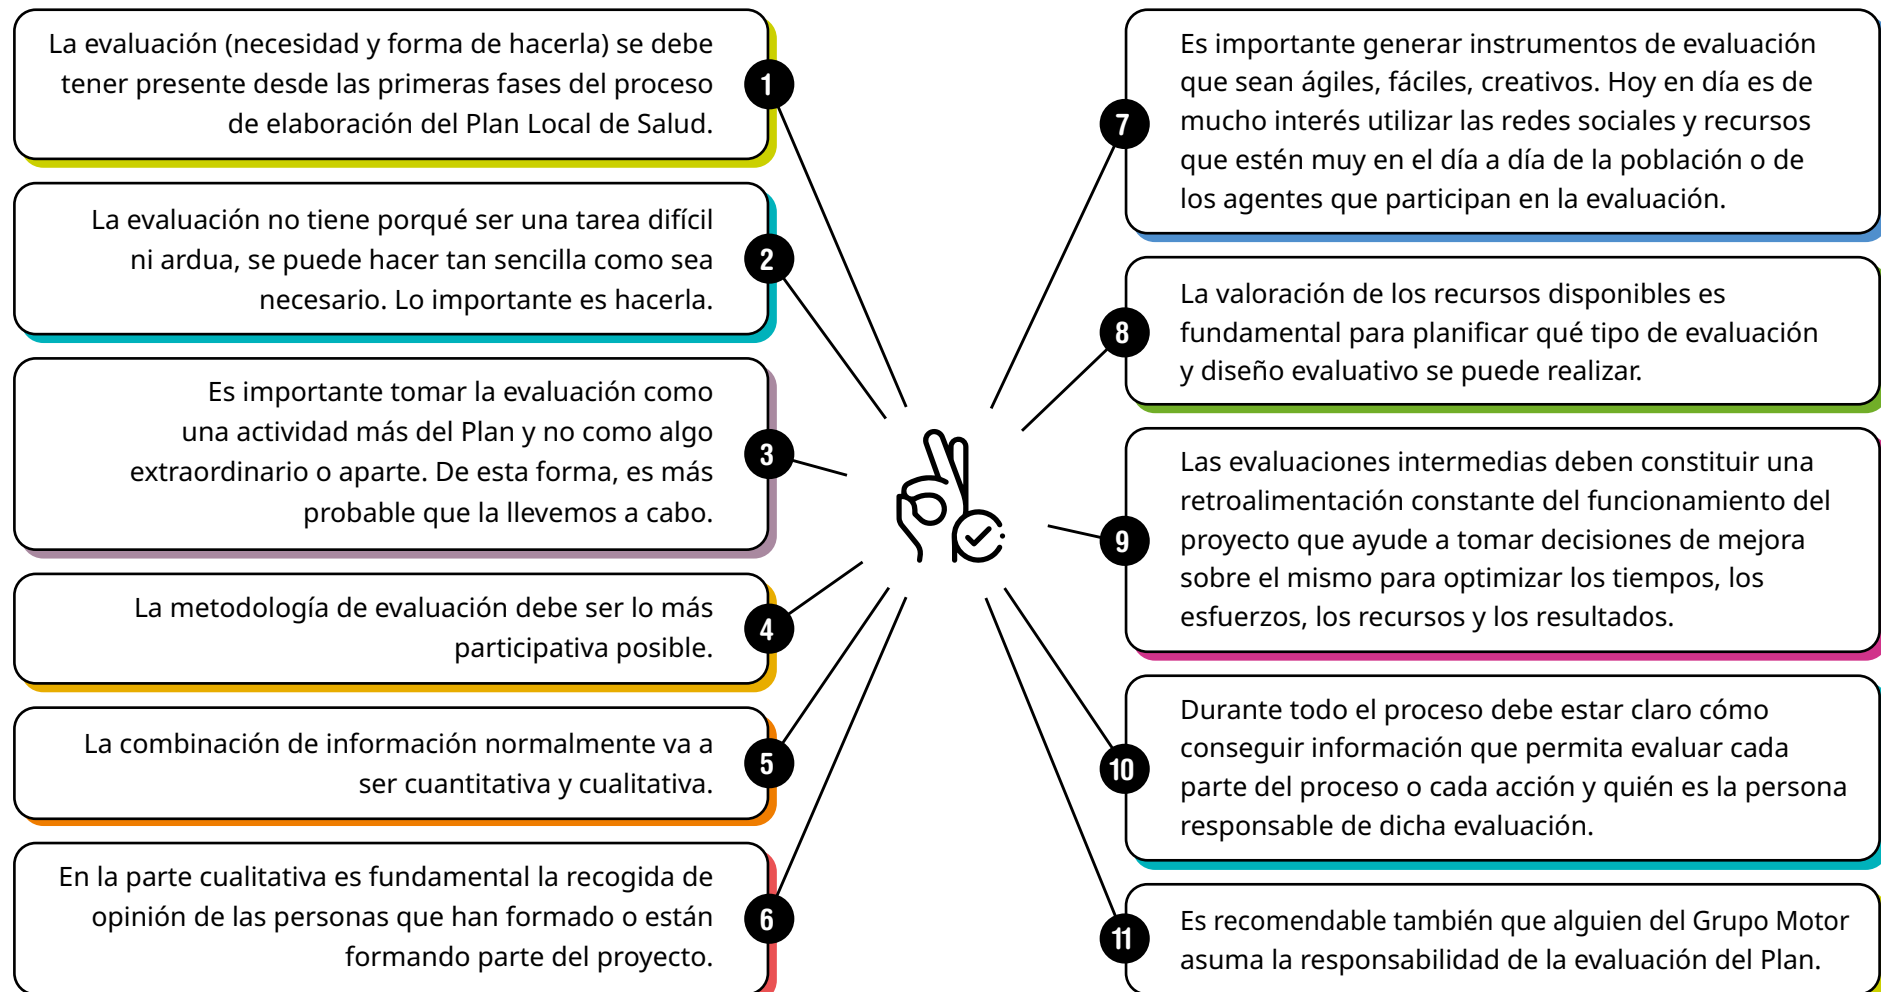 La evaluación (necesidad y forma de hacerla) se debe
tener presente desde las primeras fases del proceso
de elaboración del Plan Local de Salud.
1
La evaluación no tiene porqué ser una tarea difícil
ni ardua, se puede hacer tan sencilla como sea
necesario. Lo importante es hacerla.
2
Es importante tomar la evaluación como
una actividad más del Plan y no como algo
extraordinario o aparte. De esta forma, es más
probable que la llevemos a cabo.
3
La metodología de evaluación debe ser lo más
participativa posible.
4
La combinación de información normalmente va a
ser cuantitativa y cualitativa.
5
En la parte cualitativa es fundamental la recogida de
opinión de las personas que han formado o están
formando parte del proyecto.
6
7
Es importante generar instrumentos de evaluación
que sean ágiles, fáciles, creativos. Hoy en día es de
mucho interés utilizar las redes sociales y recursos
que estén muy en el día a día de la población o de
los agentes que participan en la evaluación.
8
La valoración de los recursos disponibles es
fundamental para planificar qué tipo de evaluación
y diseño evaluativo se puede realizar.
9
Las evaluaciones intermedias deben constituir una
retroalimentación constante del funcionamiento del
proyecto que ayude a tomar decisiones de mejora
sobre el mismo para optimizar los tiempos, los
esfuerzos, los recursos y los resultados.
10
Durante todo el proceso debe estar claro cómo
conseguir información que permita evaluar cada
parte del proceso o cada acción y quién es la persona
responsable de dicha evaluación.
11
Es recomendable también que alguien del Grupo Motor
asuma la responsabilidad de la evaluación del Plan.